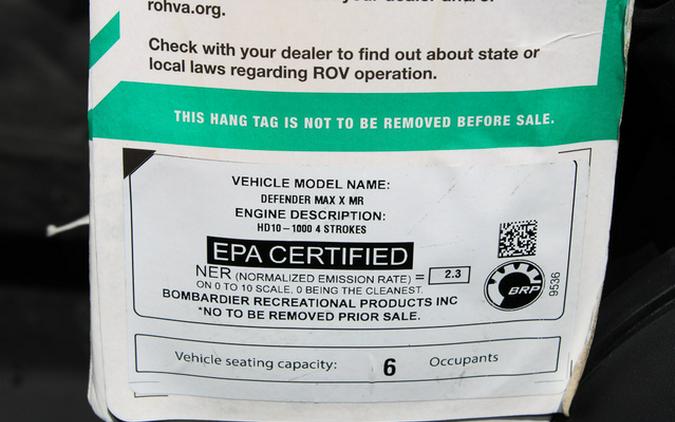 rohva.org.
Check with your dealer to find out about state or
local laws regarding ROV operation.
THIS HANG TAG IS NOT TO BE REMOVED BEFORE SALE.
VEHICLE MODEL NAME:
DEFENDER MAX X MR
ENGINE DESCRIPTION:
HD10-1000 4 STROKES
EPA CERTIFIED
NER (NORMALIZED EMISSION RATE) = 2.3
ON 0 TO 10 SCALE, 0 BEING THE CLEANEST.
BOMBARDIER RECREATIONAL PRODUCTS INC
*NO TO BE REMOVED PRIOR SALE.
BRP
9536
Vehicle seating capacity: 6 Occupants